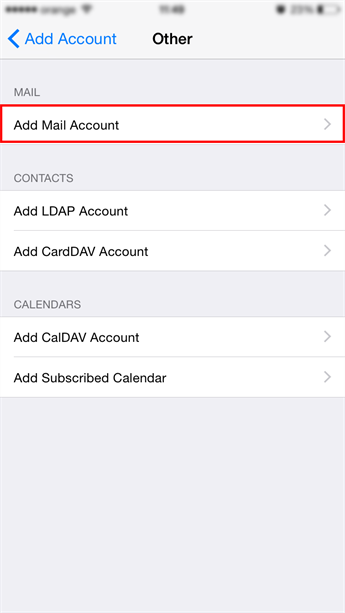 orange
11:48
23%
Add Account
Other
MAIL
Add Mail Account
CONTACTS
Add LDAP Account
Add CardDAV Account
CALENDARS
Add CalDAV Account
Add Subscribed Calendar